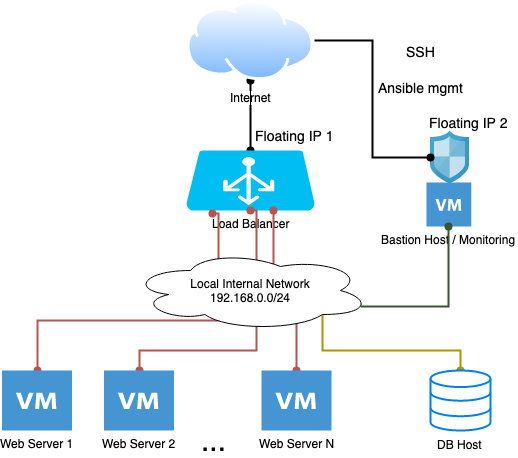 SSH
Internet
Ansible mgmt
Floating IP 2
Floating IP 1
VM
Load Balancer
Bastion Host / Monitoring
Local Internal Network
192.168.0.0/24
VM
VM
VM
Web Server 1
Web Server 2
...
Web Server N
DB Host